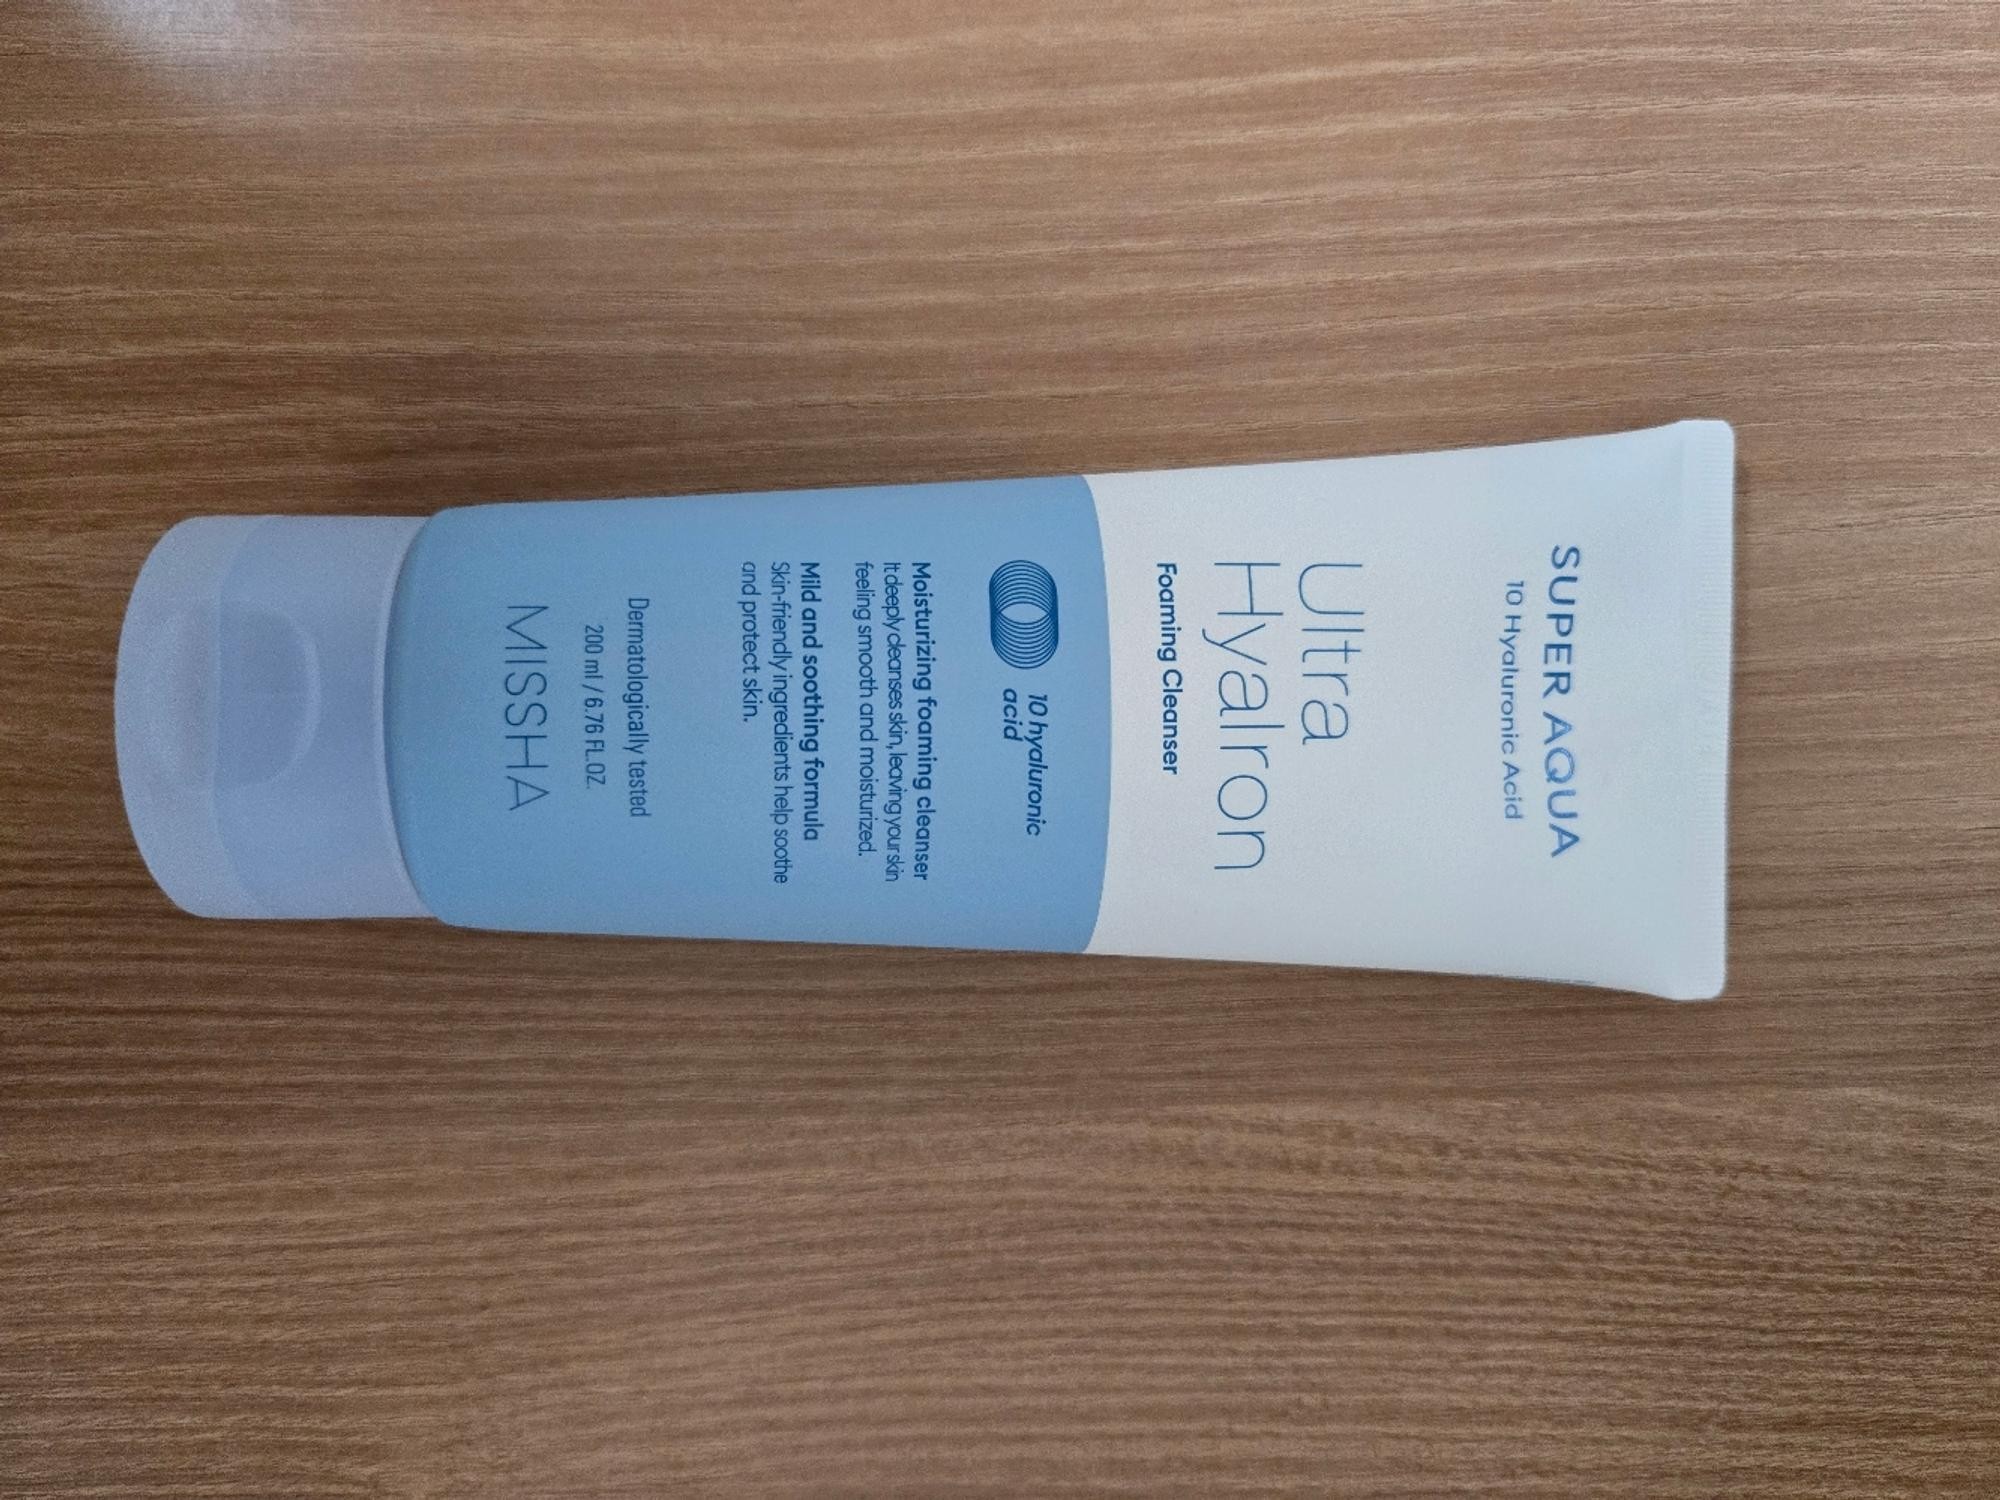 SUPER AQUA
10 Hyaluronic Acid
Ultra
Hyalron
Foaming Cleanser
10 hyaluronic
acid
Moisturizing foaming cleanser
It deeply cleanses skin, leaving your skin
feeling smooth and moisturized.
Mild and soothing formula
Skin-friendly ingredients help soothe
and protect skin.
Dermatologically tested
200 ml / 6.76 FL.OZ.
MISSHA